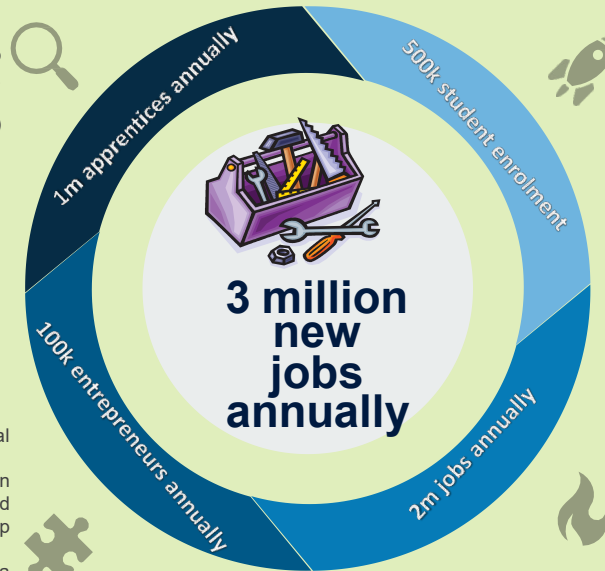 1m apprentices annually
500k student enrolment
3 million
new
jobs
annually
100k entrepreneurs annually
2m jobs annually